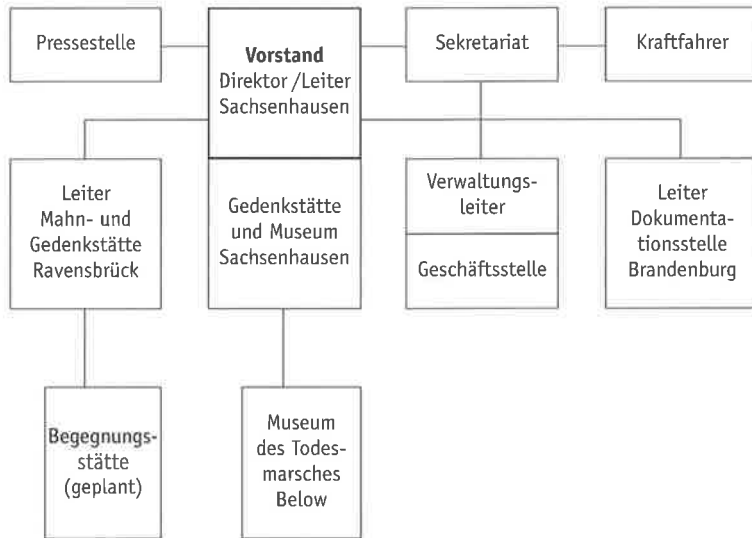 Pressestelle
Vorstand
Direktor/Leiter
Sachsenhausen
Sekretariat
Kraftfahrer
Leiter
Mahn- und
Gedenkstätte
Ravensbrück
Gedenkstätte
und Museum
Sachsenhausen
Verwaltungs-
leiter
Geschäftsstelle
Leiter
Dokumenta-
tionsstelle
Brandenburg
Begegnungs-
stätte
(geplant)
Museum
des Todes-
marsches
Below